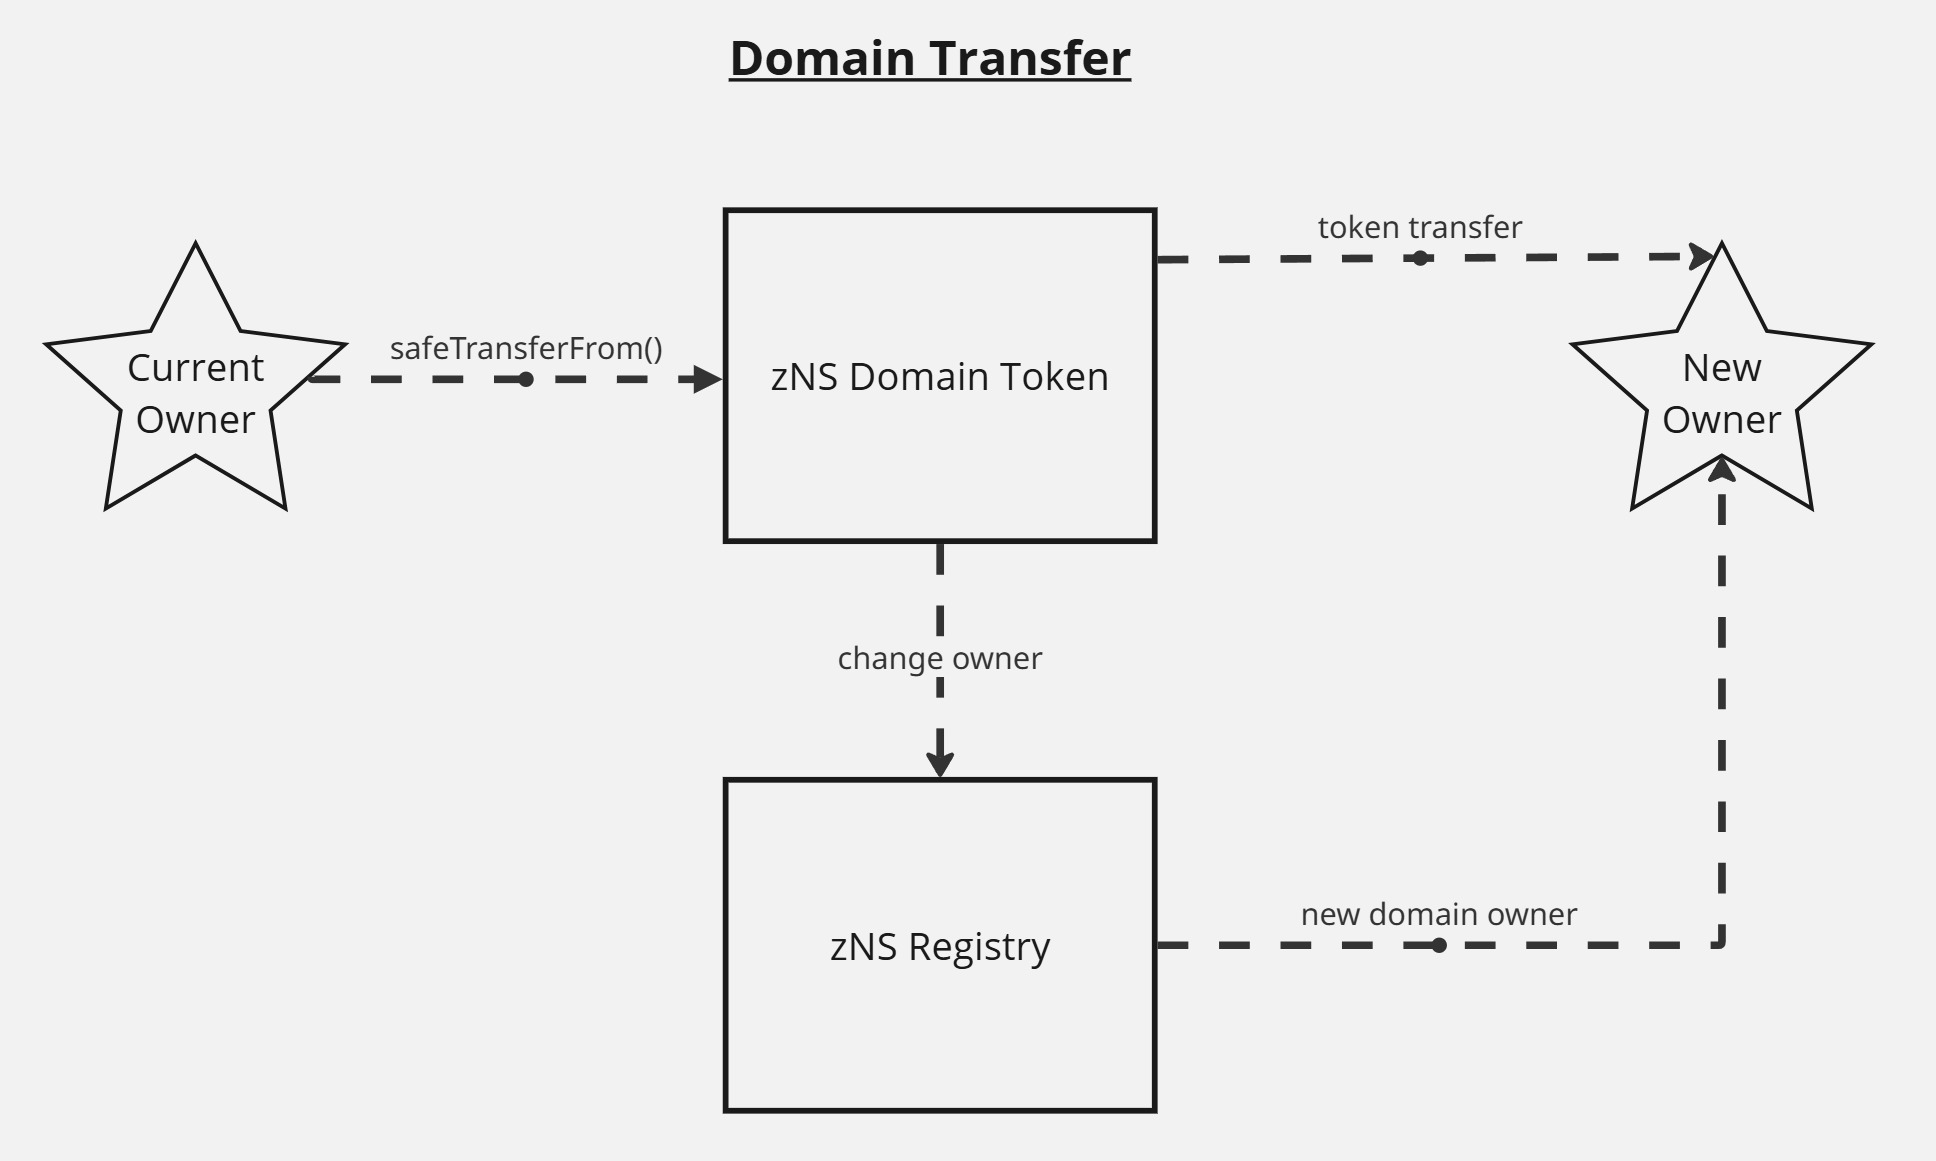 Domain Transfer
token transfer
safeTransferFrom()
Current
Owner
zNS Domain Token
New
Owner
change owner
new domain owner
zNS Registry